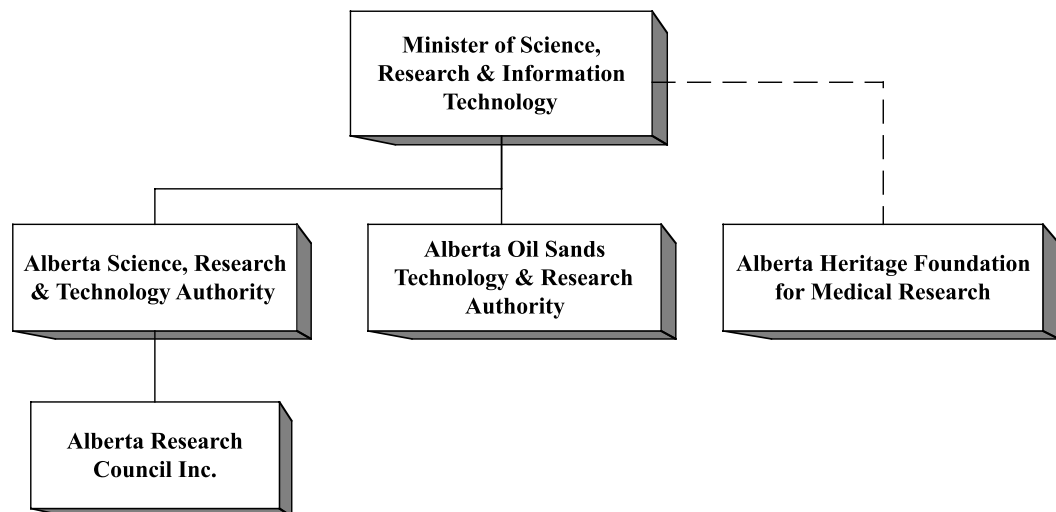 Minister of Science,
Research & Information
Technology
Alberta Science, Research
& Technology Authority
Alberta Oil Sands
Technology & Research
Authority
Alberta Heritage Foundation
for Medical Research
Alberta Research
Council Inc.